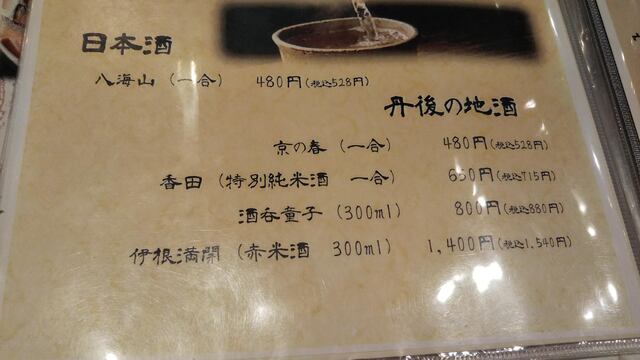 日本酒
八海山（一合） 480円(税込528円)
丹後の地酒
京の春（一合） 480円(税込528円)
香田（特別純米酒　一合） 650円(税込715円)
酒呑童子（300ml） 800円(税込880円)
伊根満開（赤米酒　300ml） 1,400円(税込1,540円)